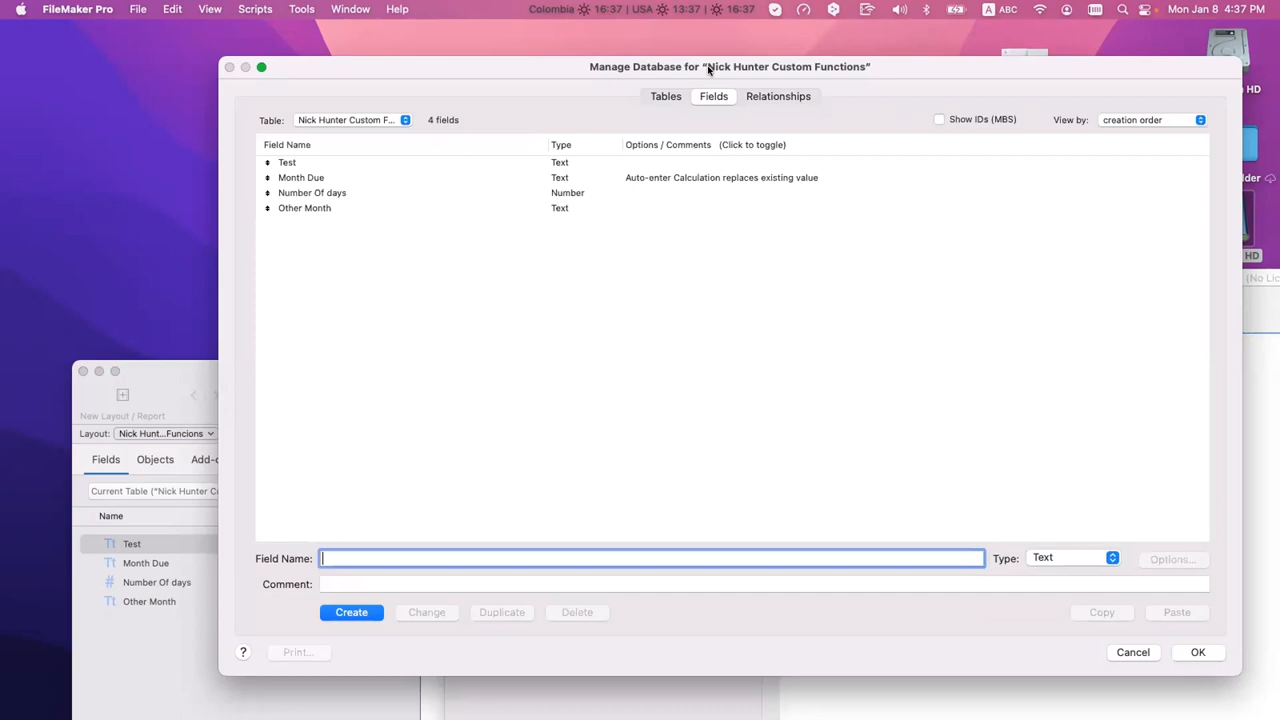 FileMaker Pro File Edit View Scripts Tools Window Help Colombia 16:37 | USA 13:37 | 16:37 A ABC Mon Jan 8 4:37 PM
HD
Manage Database for “Nick Hunter Custom Functions”
Tables Fields Relationships
Table: Nick Hunter Custom F... 4 fields Show IDs (MBS) View by: creation order
Field Name Type Options / Comments (Click to toggle)
Test Text
Month Due Text Auto-enter Calculation replaces existing value
Number Of days Number
Other Month Text
lder
HD
(No Lic
New Layout / Report
Layout: Nick Hunt...Funcions
Fields Objects Add-o
Current Table ("Nick Hunter C
Name
Tt Test
Tt Month Due
# Number Of days
Tt Other Month
Field Name: Type: Text Options...
Comment:
Create Change Duplicate Delete Copy Paste
? Print... Cancel OK